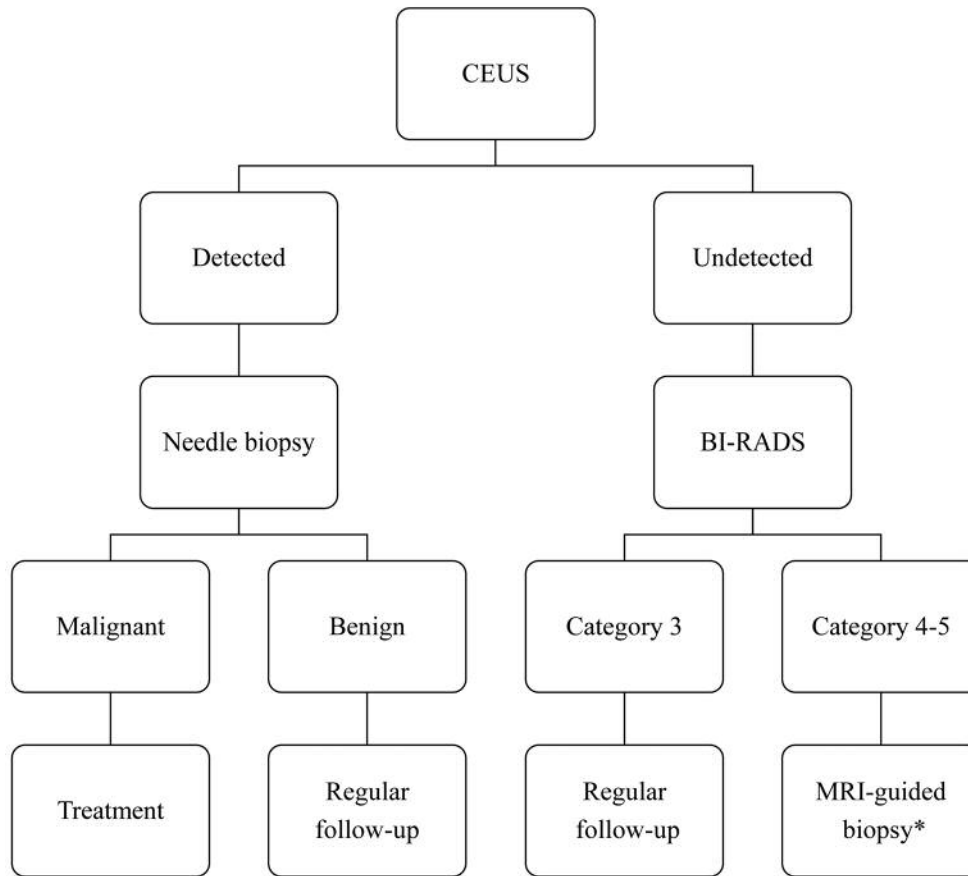 CEUS
Detected
Undetected
Needle biopsy
BI-RADS
Malignant
Benign
Category 3
Category 4-5
Treatment
Regular
follow-up
Regular
follow-up
MRI-guided
biopsy*